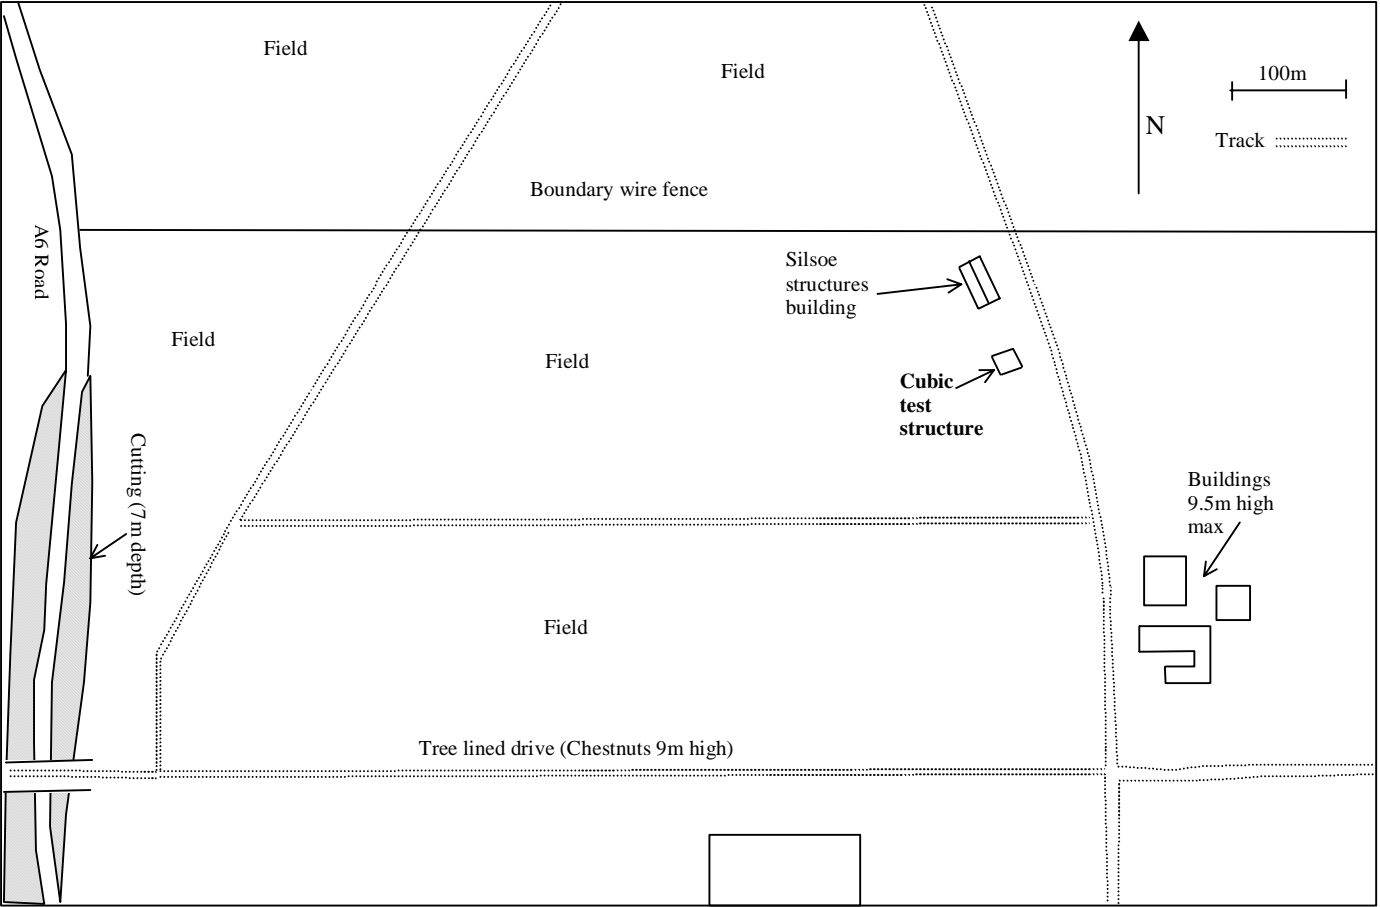 Field
Field
100m
N
Track
Boundary wire fence
A6 Road
Silsoe
structures
building
Field
Field
Cubic
test
structure
Cutting (7m depth)
Buildings
9.5m high
max
Field
Tree lined drive (Chestnuts 9m high)